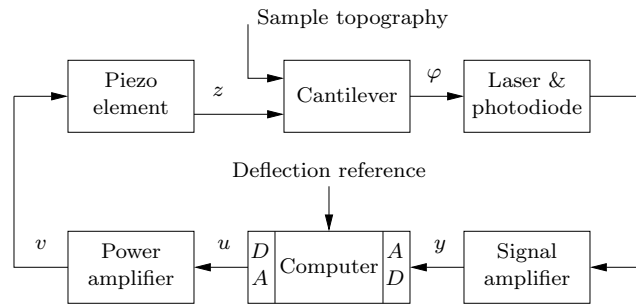 Sample topography
Piezo
element
z
Cantilever
φ
Laser &
photodiode
Deflection reference
v
Power
amplifier
u
D
A
Computer
A
D
y
Signal
amplifier